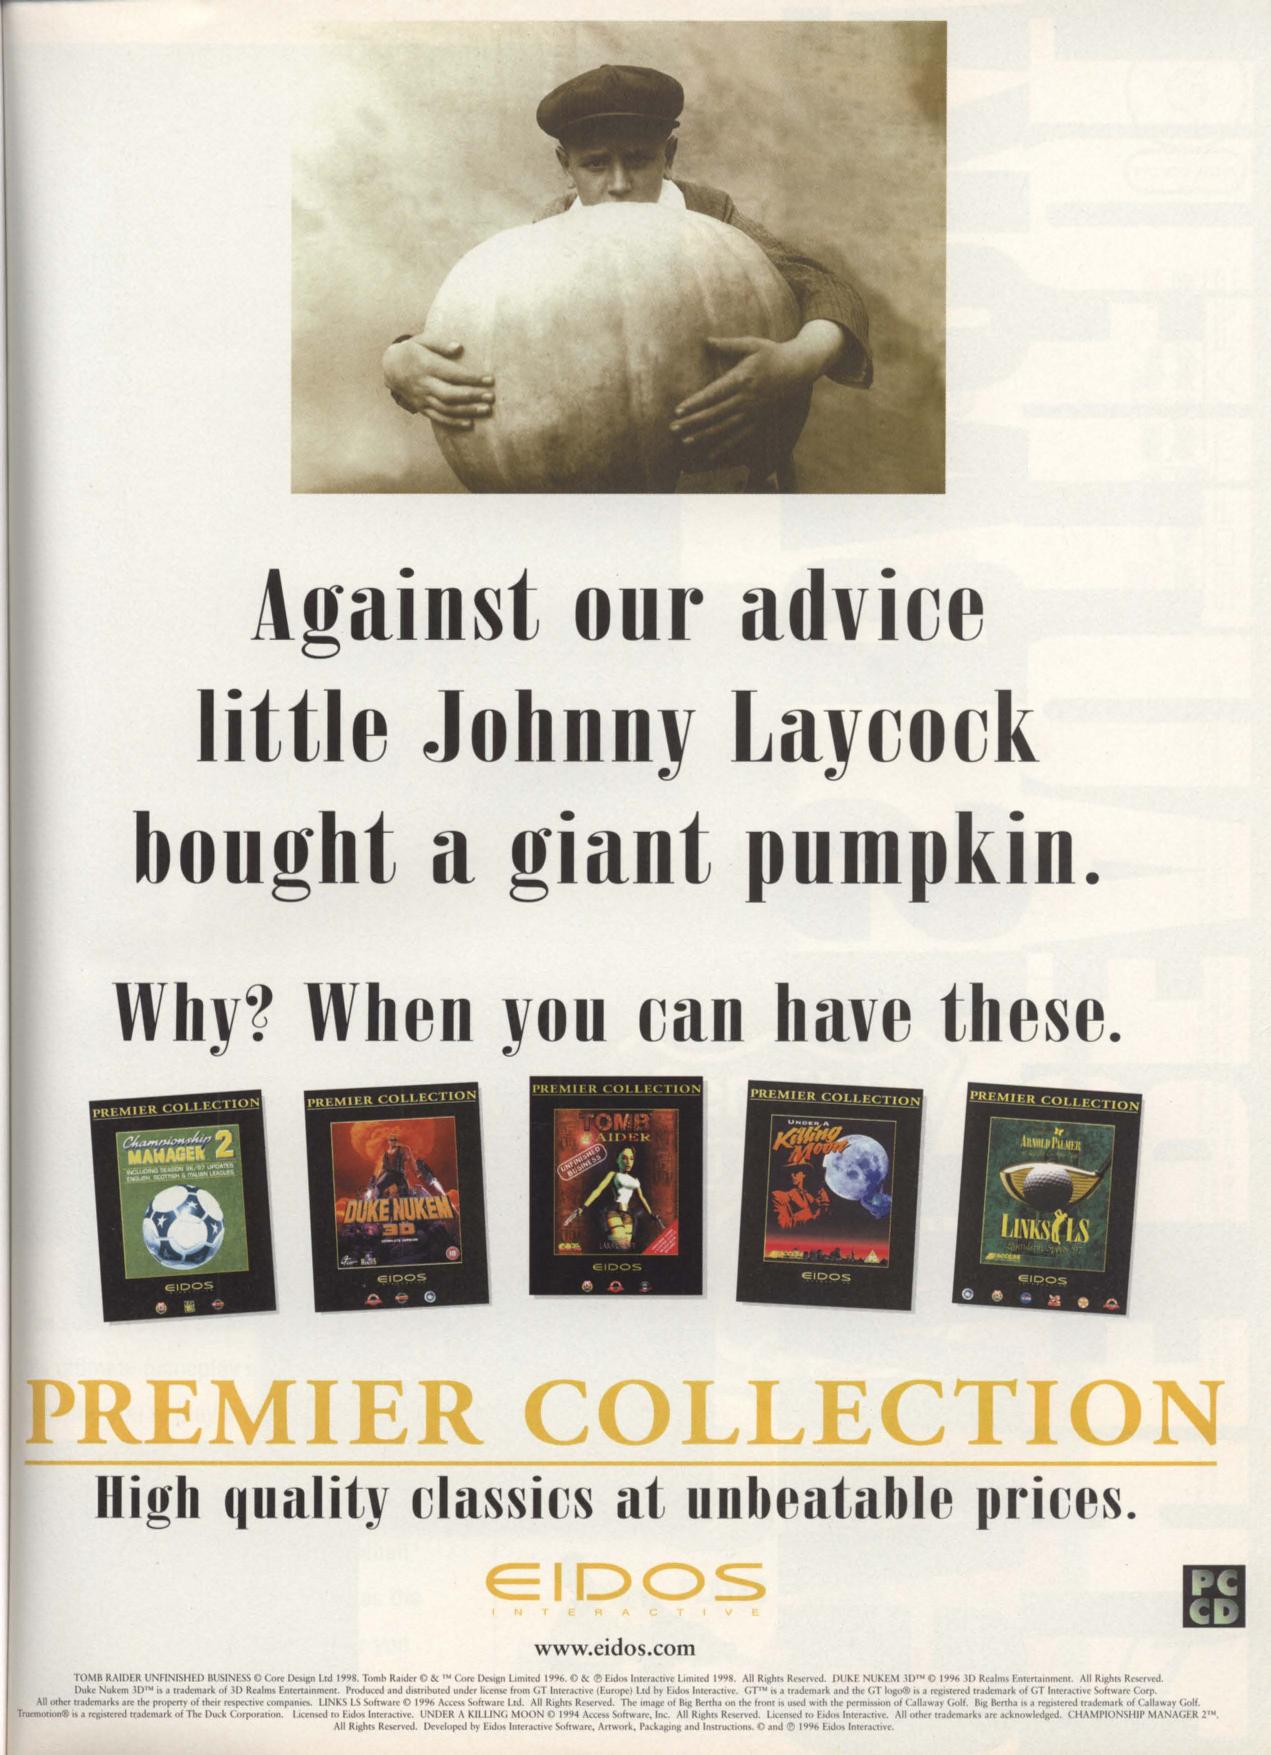 Against our advice
little Johnny Laycock
bought a giant pumpkin.
Why? When you can have these.
PREMIER COLLECTION
Championship
MANAGER 2
INCLUDING SEASON 96/97 UPDATES
ENGLISH, SCOTTISH & ITALIAN LEAGUES
EIDOS
PREMIER COLLECTION
DUKE NUKEM
3D
EIDOS
PREMIER COLLECTION
TOMB
RAIDER
UNFINISHED
BUSINESS
EIDOS
PREMIER COLLECTION
UNDER A
Killing
Moon
ACCESS
EIDOS
PREMIER COLLECTION
ARNOLD PALMER
LINKS LS
ACCESS
EIDOS
PREMIER COLLECTION
High quality classics at unbeatable prices.
EIDOS
INTERACTIVE
PC
CD
www.eidos.com
TOMB RAIDER UNFINISHED BUSINESS © Core Design Ltd 1998. Tomb Raider © & ™ Core Design Limited 1996. © & ℗ Eidos Interactive Limited 1998. All Rights Reserved. DUKE NUKEM 3D™ © 1996 3D Realms Entertainment. All Rights Reserved.
Duke Nukem 3D™ is a trademark of 3D Realms Entertainment. Produced and distributed under license from GT Interactive (Europe) Ltd by Eidos Interactive. GT™ is a trademark and the GT logo® is a registered trademark of GT Interactive Software Corp.
All other trademarks are the property of their respective companies. LINKS LS Software © 1996 Access Software Ltd. All Rights Reserved. The image of Big Bertha on the front is used with the permission of Callaway Golf. Big Bertha is a registered trademark of Callaway Golf.
Truemotion® is a registered trademark of The Duck Corporation. Licensed to Eidos Interactive. UNDER A KILLING MOON © 1994 Access Software, Inc. All Rights Reserved. Licensed to Eidos Interactive. All other trademarks are acknowledged. CHAMPIONSHIP MANAGER 2™.
All Rights Reserved. Developed by Eidos Interactive Software, Artwork, Packaging and Instructions. © and ℗ 1996 Eidos Interactive.